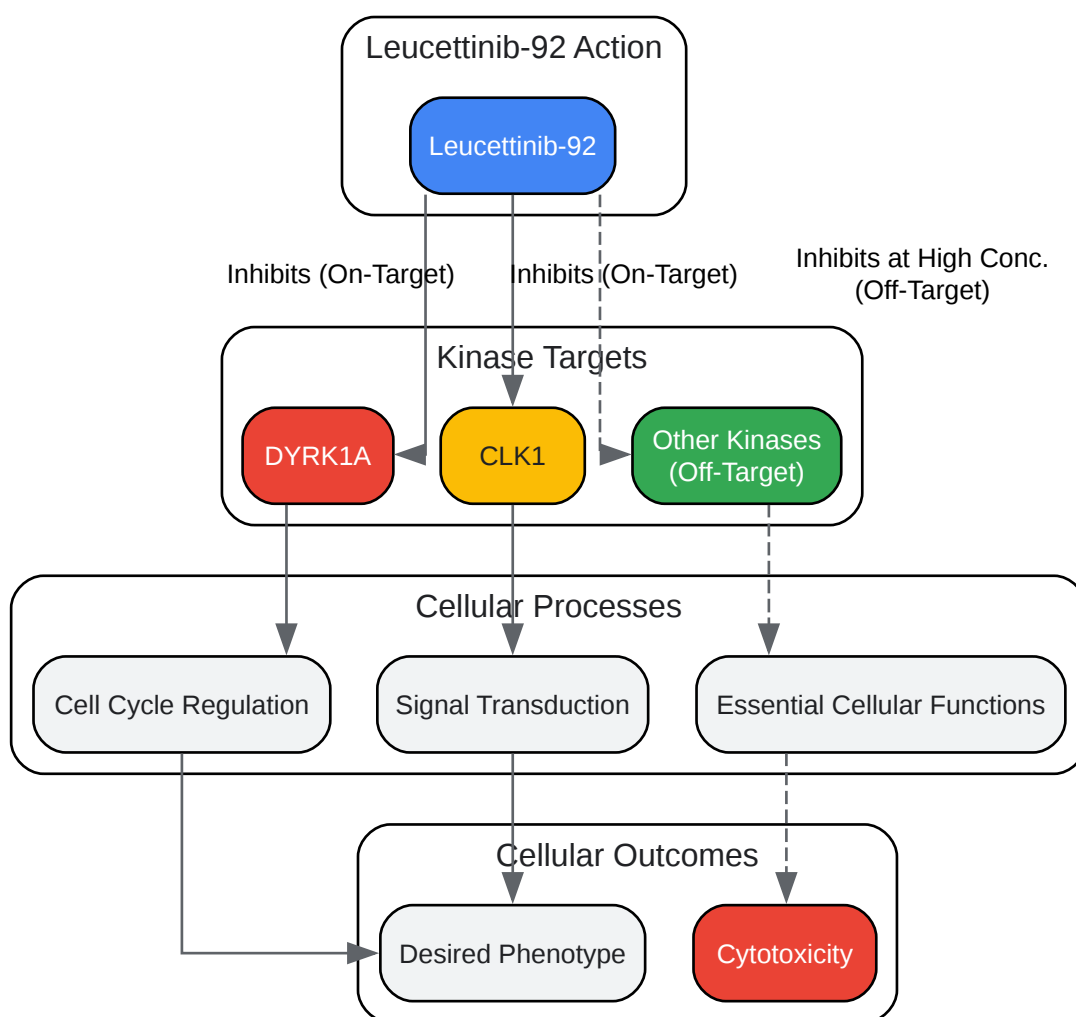 Leucettinib-92 Action
Leucettinib-92
Inhibits (On-Target)
Inhibits (On-Target)
Inhibits at High Conc.
(Off-Target)
Kinase Targets
DYRK1A
CLK1
Other Kinases
(Off-Target)
Cellular Processes
Cell Cycle Regulation
Signal Transduction
Essential Cellular Functions
Cellular Outcomes
Desired Phenotype
Cytotoxicity